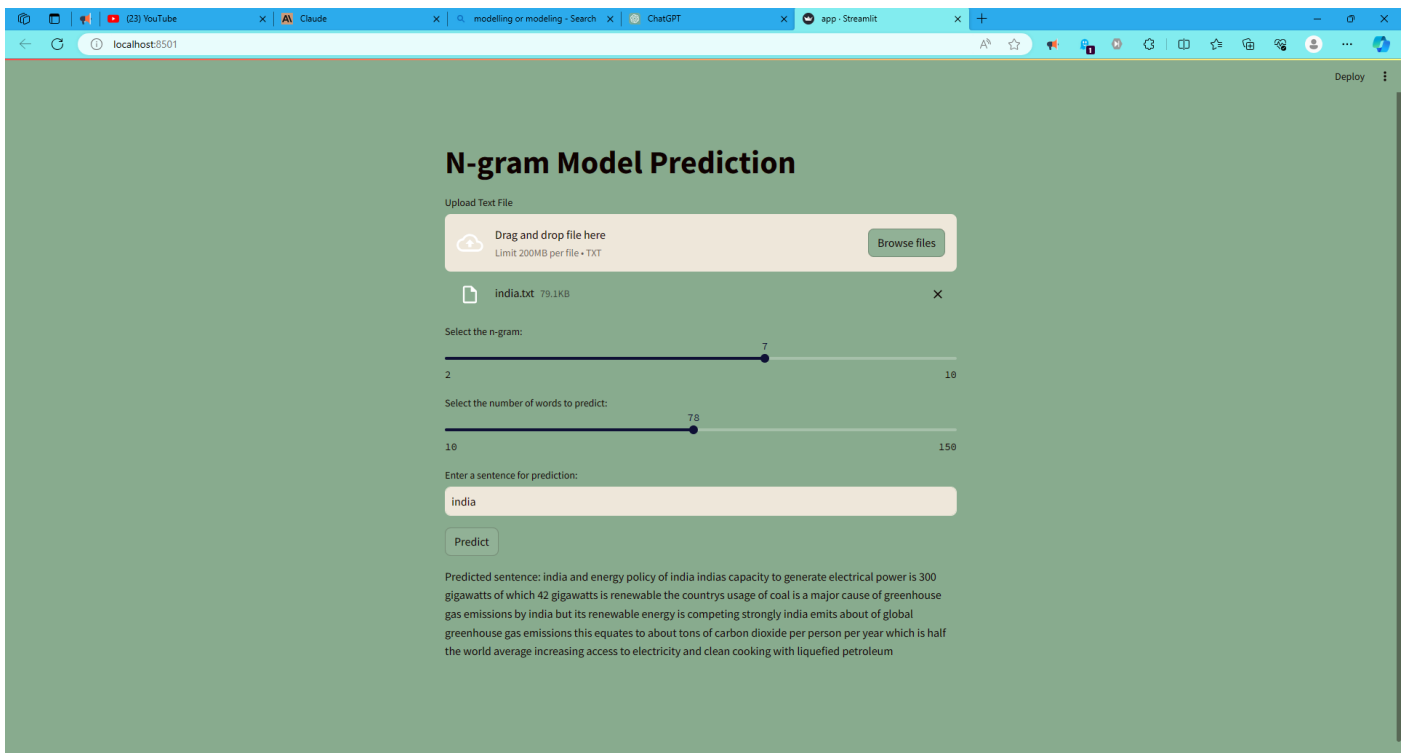 (23) YouTube
Claude
modelling or modeling - Search
ChatGPT
app · Streamlit
localhost:8501
1
Deploy
N-gram Model Prediction
Upload Text File
Drag and drop file here
Limit 200MB per file • TXT
Browse files
india.txt 79.1KB
Select the n-gram:
7
2 10
Select the number of words to predict:
78
10 150
Enter a sentence for prediction:
india
Predict
Predicted sentence: india and energy policy of india indias capacity to generate electrical power is 300
gigawatts of which 42 gigawatts is renewable the countrys usage of coal is a major cause of greenhouse
gas emissions by india but its renewable energy is competing strongly india emits about of global
greenhouse gas emissions this equates to about tons of carbon dioxide per person per year which is half
the world average increasing access to electricity and clean cooking with liquefied petroleum